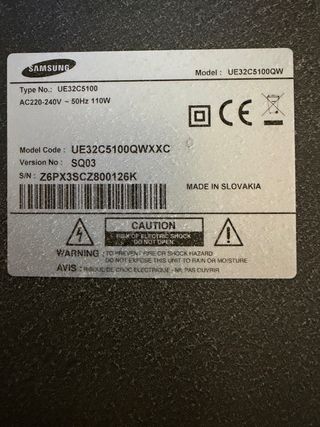 SAMSUNG
Model : UE32C5100QW
Type No.: UE32C5100
AC220-240V ~ 50Hz 110W
Model Code : UE32C5100QWXXC
Version No : SQ03
S/N : Z6PX3SCZ800126K
MADE IN SLOVAKIA
CAUTION
RISK OF ELECTRIC SHOCK
DO NOT OPEN
WARNING : TO PREVENT FIRE OR SHOCK HAZARD
DO NOT EXPOSE THIS UNIT TO RAIN OR MOISTURE
AVIS : RISQUE DE CHOC ELECTRIQUE - NE PAS OUVRIR